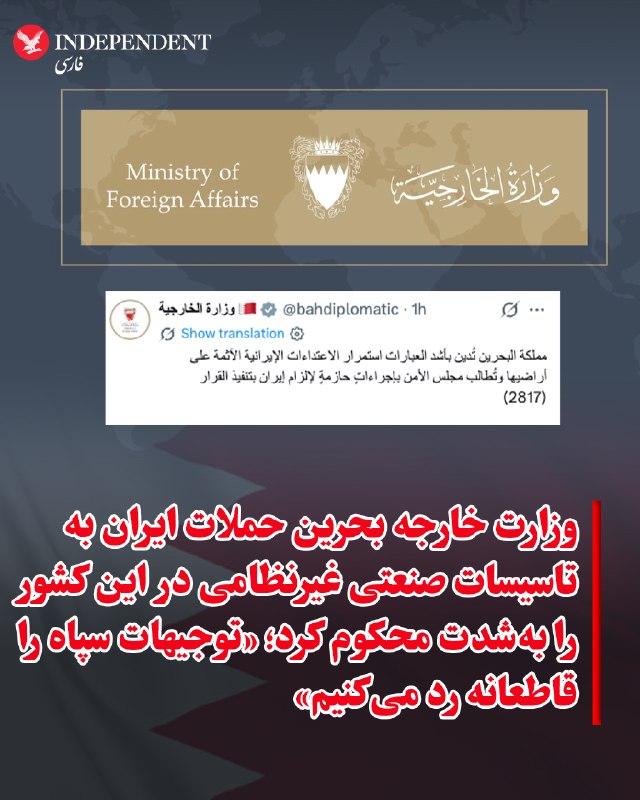 INDEPENDENT
فارسی
Ministry of
Foreign Affairs
وَزَارَةُ الخَارِجِيَّة
وزارة الخارجية 🇧🇭 @bahdiplomatic · 1h
Show translation
مملكة البحرين تُدين بأشد العبارات استمرار الاعتداءات الإيرانية الآثمة على
أراضيها وتُطالب مجلس الأمن بإجراءاتٍ حازمةٍ لإلزام إيران بتنفيذ القرار
(2817)
وزارت خارجه بحرین حملات ایران به
تاسیسات صنعتی غیرنظامی در این کشور
را به‌شدت محکوم کرد؛ «توجیهات سپاه را
قاطعانه رد می‌کنیم»